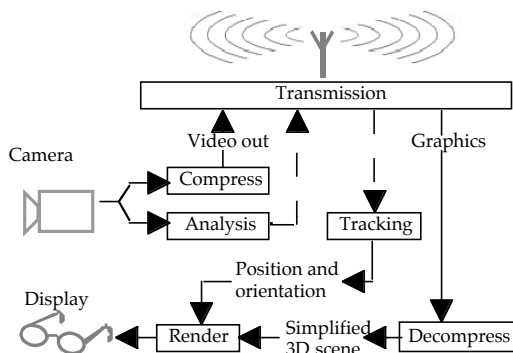 Transmission
Video out
Graphics
Camera
Compress
Analysis
Tracking
Position and
orientation
Display
Render
Simplified
3D scene
Decompress